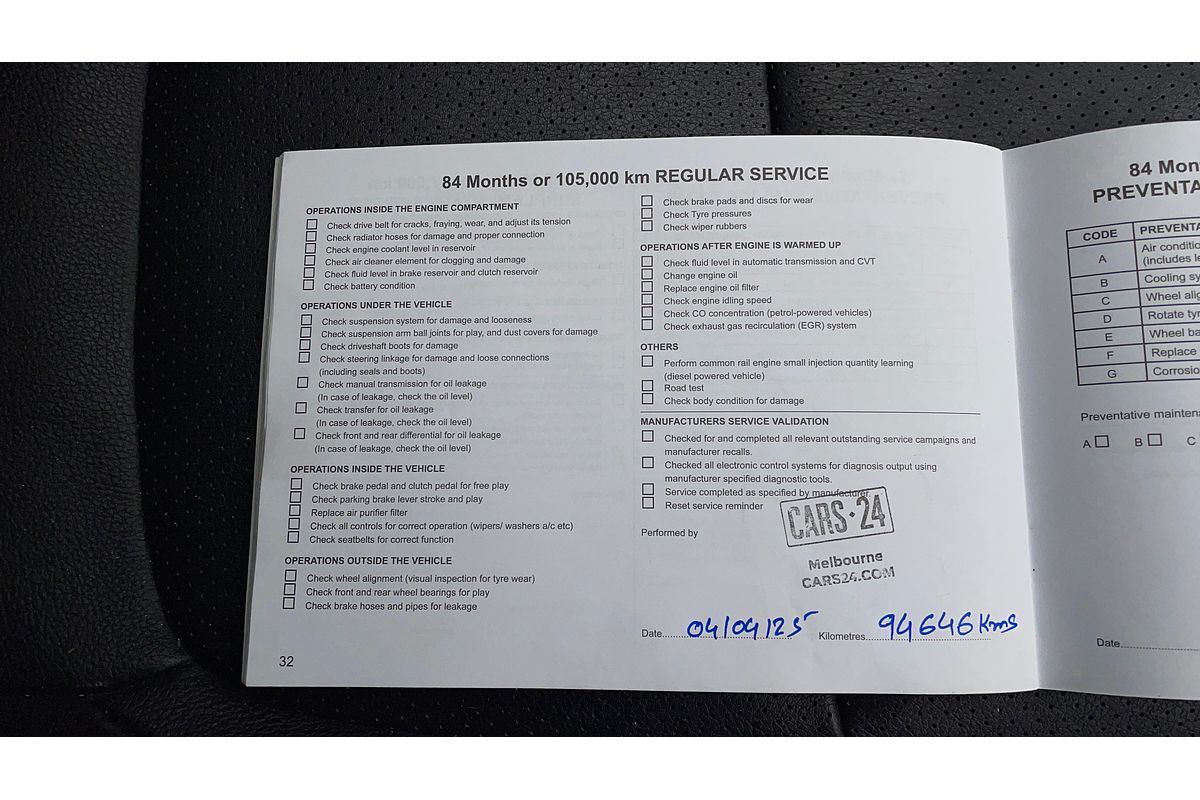 84 Months or 105,000 km REGULAR SERVICE
OPERATIONS INSIDE THE ENGINE COMPARTMENT
Check drive belt for cracks, fraying, wear, and adjust its tension
Check radiator hoses for damage and proper connection
Check engine coolant level in reservoir
Check air cleaner element for clogging and damage
Check fluid level in brake reservoir and clutch reservoir
Check battery condition
OPERATIONS UNDER THE VEHICLE
Check suspension system for damage and looseness
Check suspension arm ball joints for play, and dust covers for damage
Check driveshaft boots for damage
Check steering linkage for damage and loose connections
(including seals and boots)
Check manual transmission for oil leakage
(In case of leakage, check the oil level)
Check transfer for oil leakage
(In case of leakage, check the oil level)
Check front and rear differential for oil leakage
(In case of leakage, check the oil level)
OPERATIONS INSIDE THE VEHICLE
Check brake pedal and clutch pedal for free play
Check parking brake lever stroke and play
Replace air purifier filter
Check all controls for correct operation (wipers/ washers a/c etc)
Check seatbelts for correct function
OPERATIONS OUTSIDE THE VEHICLE
Check wheel alignment (visual inspection for tyre wear)
Check front and rear wheel bearings for play
Check brake hoses and pipes for leakage
32
Check brake pads and discs for wear
Check Tyre pressures
Check wiper rubbers
OPERATIONS AFTER ENGINE IS WARMED UP
Check fluid level in automatic transmission and CVT
Change engine oil
Replace engine oil filter
Check engine idling speed
Check CO concentration (petrol-powered vehicles)
Check exhaust gas recirculation (EGR) system
OTHERS
Perform common rail engine small injection quantity learning
(diesel powered vehicle)
Road test
Check body condition for damage
MANUFACTURERS SERVICE VALIDATION
Checked for and completed all relevant outstanding service campaigns and
manufacturer recalls.
Checked all electronic control systems for diagnosis output using
manufacturer specified diagnostic tools.
Service completed as specified by manufacturer.
Reset service reminder
Performed by
CARS·24
Melbourne
CARS24.COM
Date 04/04/25 Kilometres 94646 Kms
84 Mon
PREVENTA
CODE PREVENTA
A Air conditio
(includes le
B Cooling sy
C Wheel alig
D Rotate tyr
E Wheel ba
F Replace
G Corrosio
Preventative mainten
A B C
Date